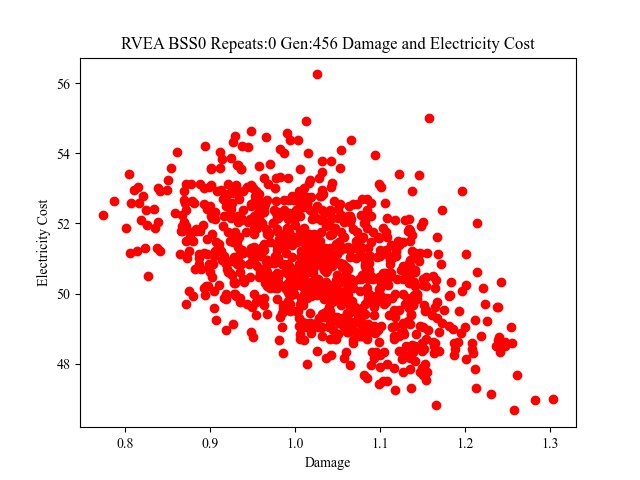 RVEA BSS0 Repeats:0 Gen:456 Damage and Electricity Cost
56
54
52
50
48
Electricity Cost
0.8 0.9 1.0 1.1 1.2 1.3
Damage